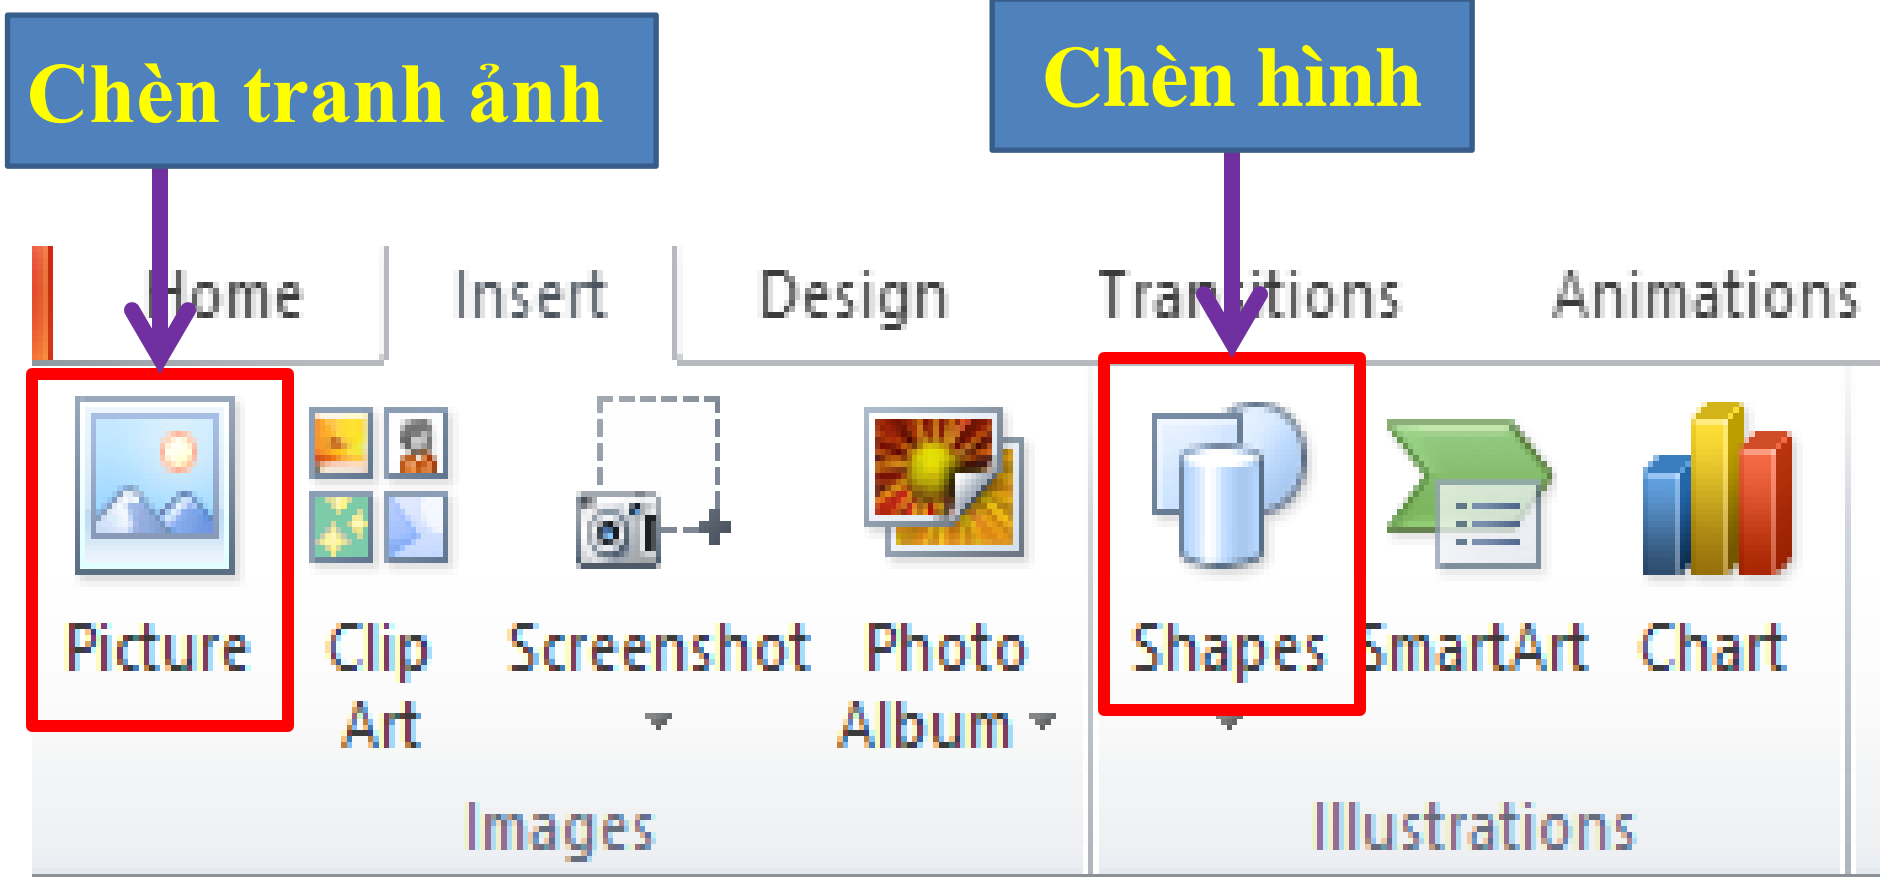 Chèn tranh ảnh
Chèn hình
Home Insert Design Transitions Animations
Picture Clip Art Screenshot Photo Album Shapes SmartArt Chart
Images Illustrations